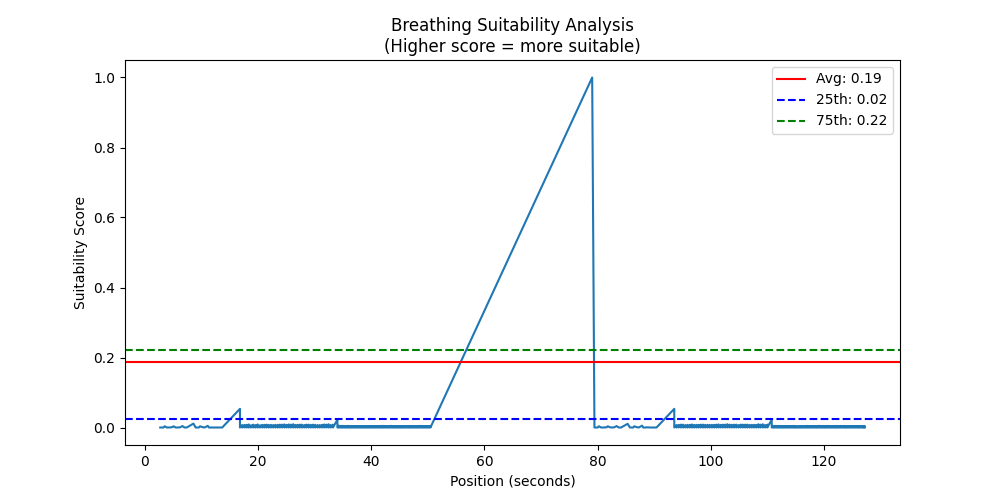 Breathing Suitability Analysis
(Higher score = more suitable)
Avg: 0.19
25th: 0.02
75th: 0.22
Suitability Score
1.0
0.8
0.6
0.4
0.2
0.0
0 20 40 60 80 100 120
Position (seconds)